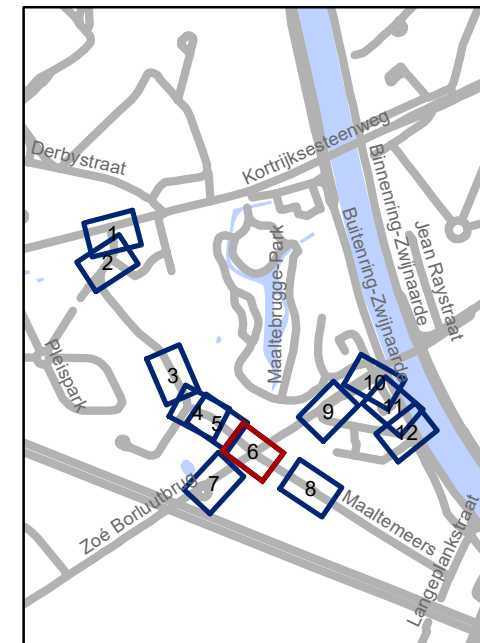 Kortrijksesteenweg
Derbystraat
Binnenring-Zwijnaarde
Jean Raystraat
Buitenring-Zwijnaarde
Maaltebrugge-Park
1
2
Pleispark
3
4
5
6
7
8
9
10
11
12
Zoé Borluutbrug
Maaltemeers
Langeplankstraat